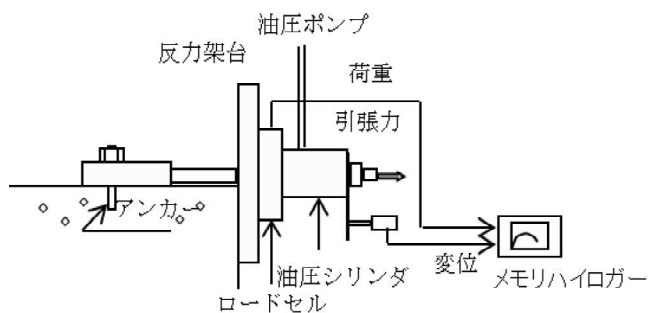 油圧ポンプ
反力架台
荷重
引張力
アンカー
変位
油圧シリンダ
メモリハイロガー
ロードセル